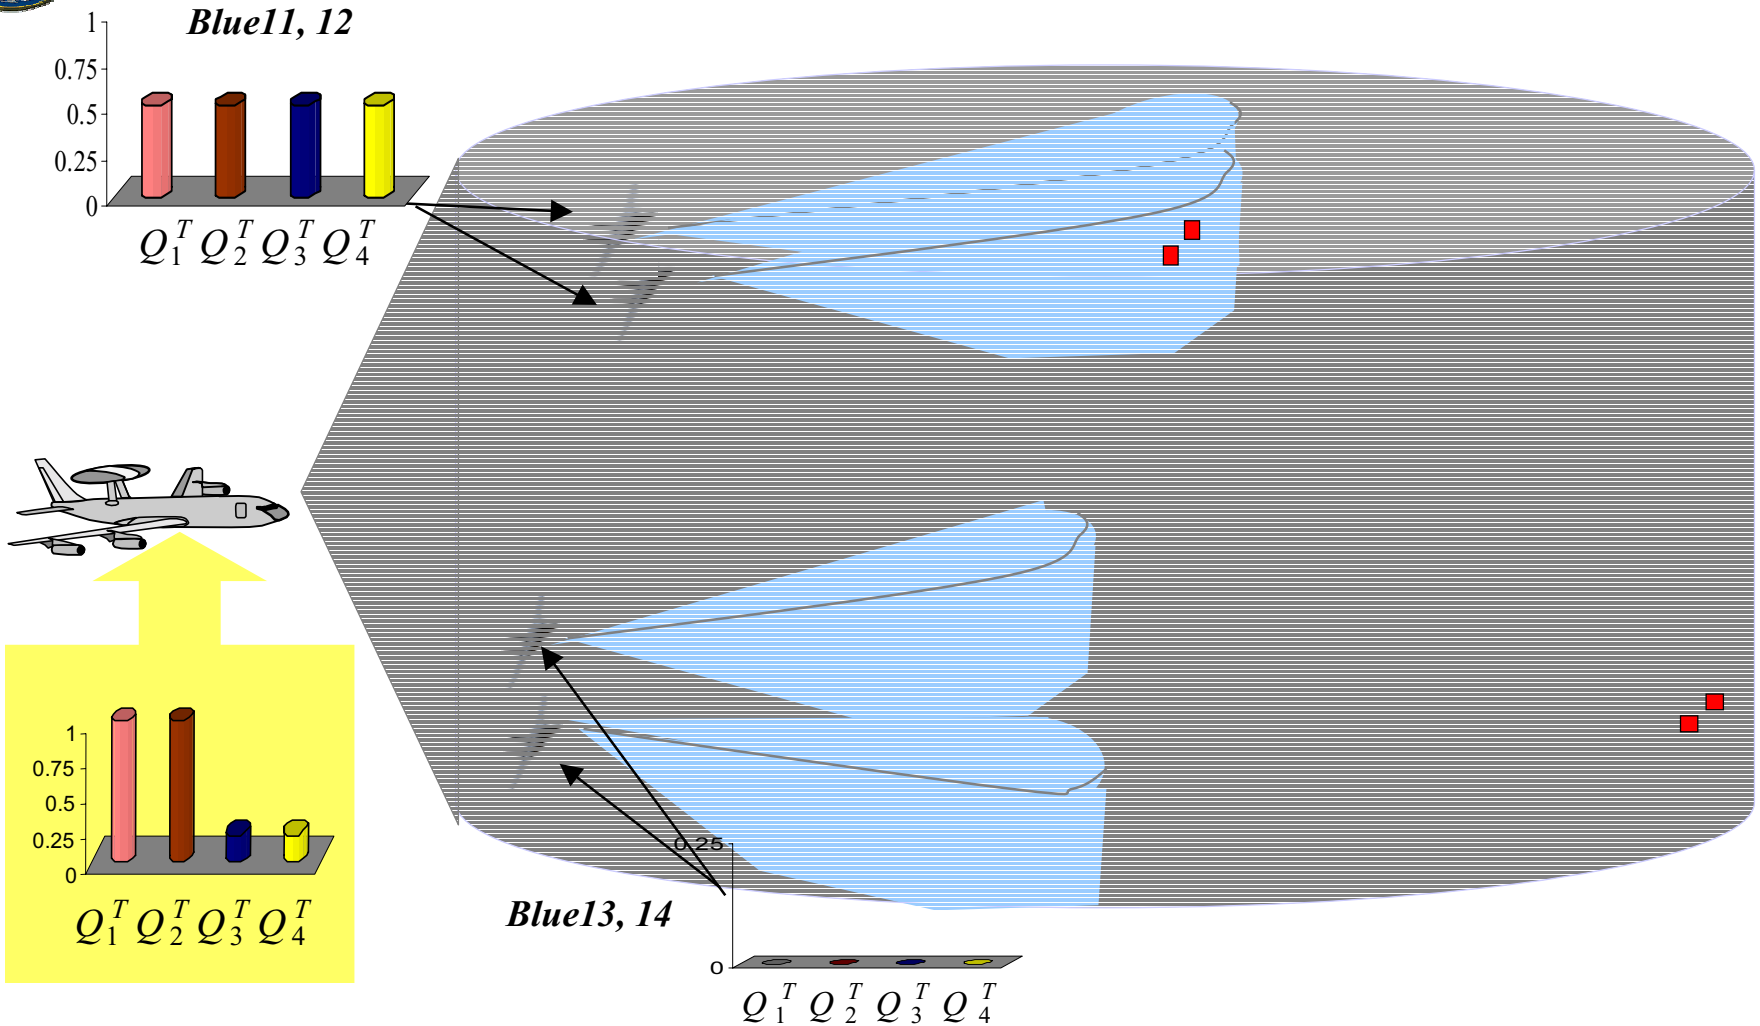 Blue11, 12
1
0.75
0.5
0.25
0
Q₁ᵀ Q₂ᵀ Q₃ᵀ Q₄ᵀ
1
0.75
0.5
0.25
0
Q₁ᵀ Q₂ᵀ Q₃ᵀ Q₄ᵀ
0.25
Blue13, 14
0
Q₁ᵀ Q₂ᵀ Q₃ᵀ Q₄ᵀ